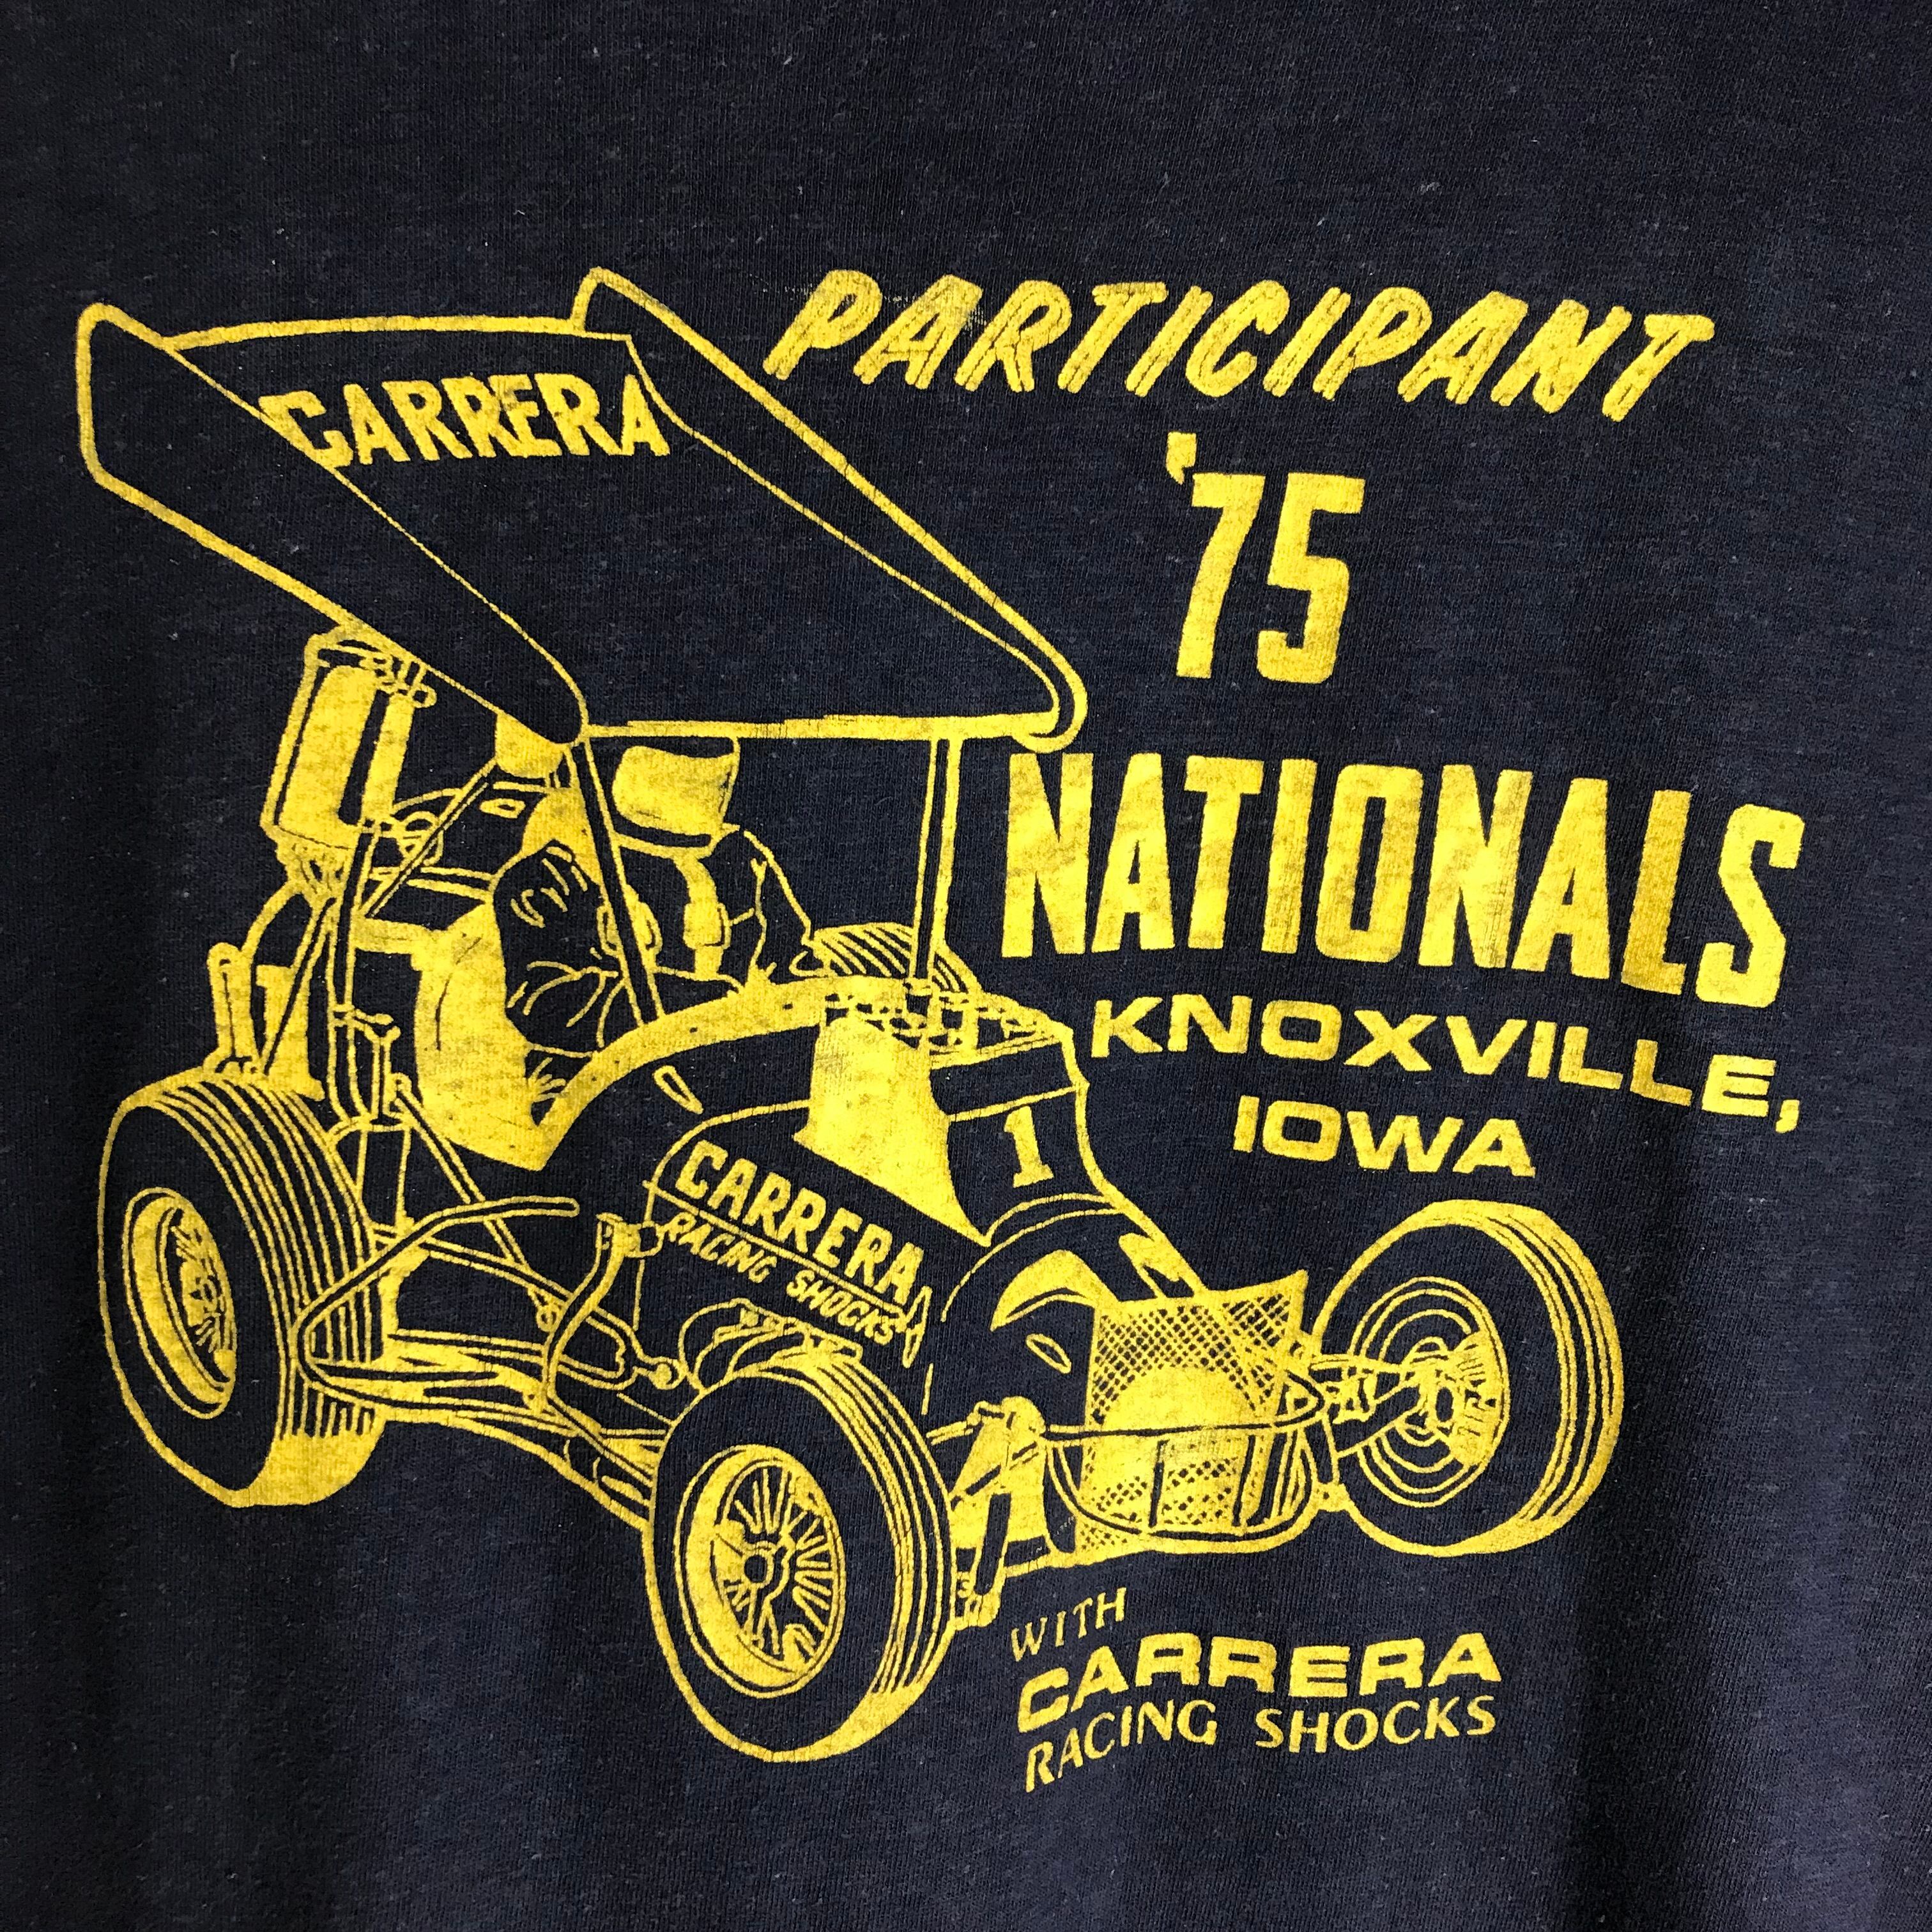 PARTICIPANT
'75
NATIONALS
KNOXVILLE,
IOWA
CARRERA
1
CARRERA
RACING SHOCKS
WITH
CARRERA
RACING SHOCKS